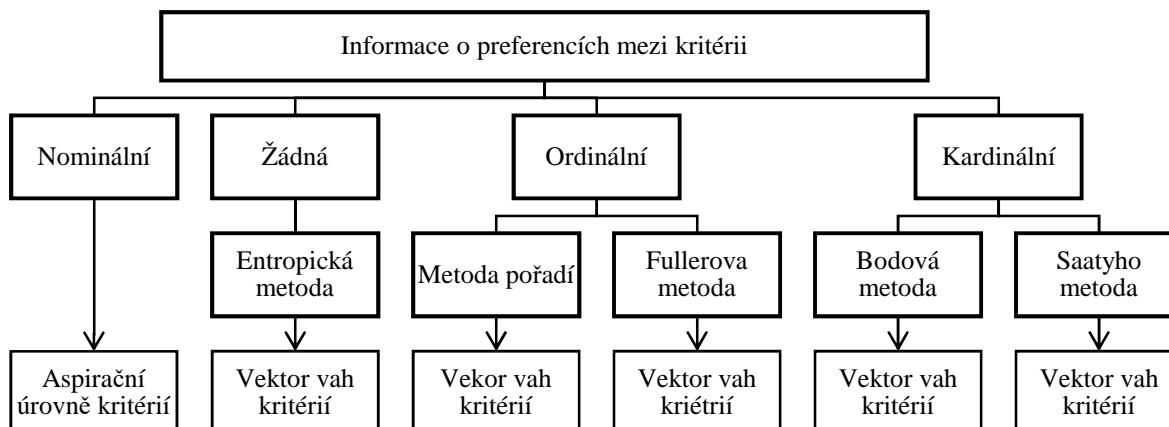 Informace o preferencích mezi kritérii
Nominální
Žádná
Ordinální
Kardinální
Entropická
metoda
Metoda pořadí
Fullerova
metoda
Bodová
metoda
Saatyho
metoda
Aspirační
úrovně kritérií
Vektor vah
kritérií
Vekor vah
kritérií
Vektor vah
kriétrií
Vektor vah
kritérií
Vektor vah
kritérií